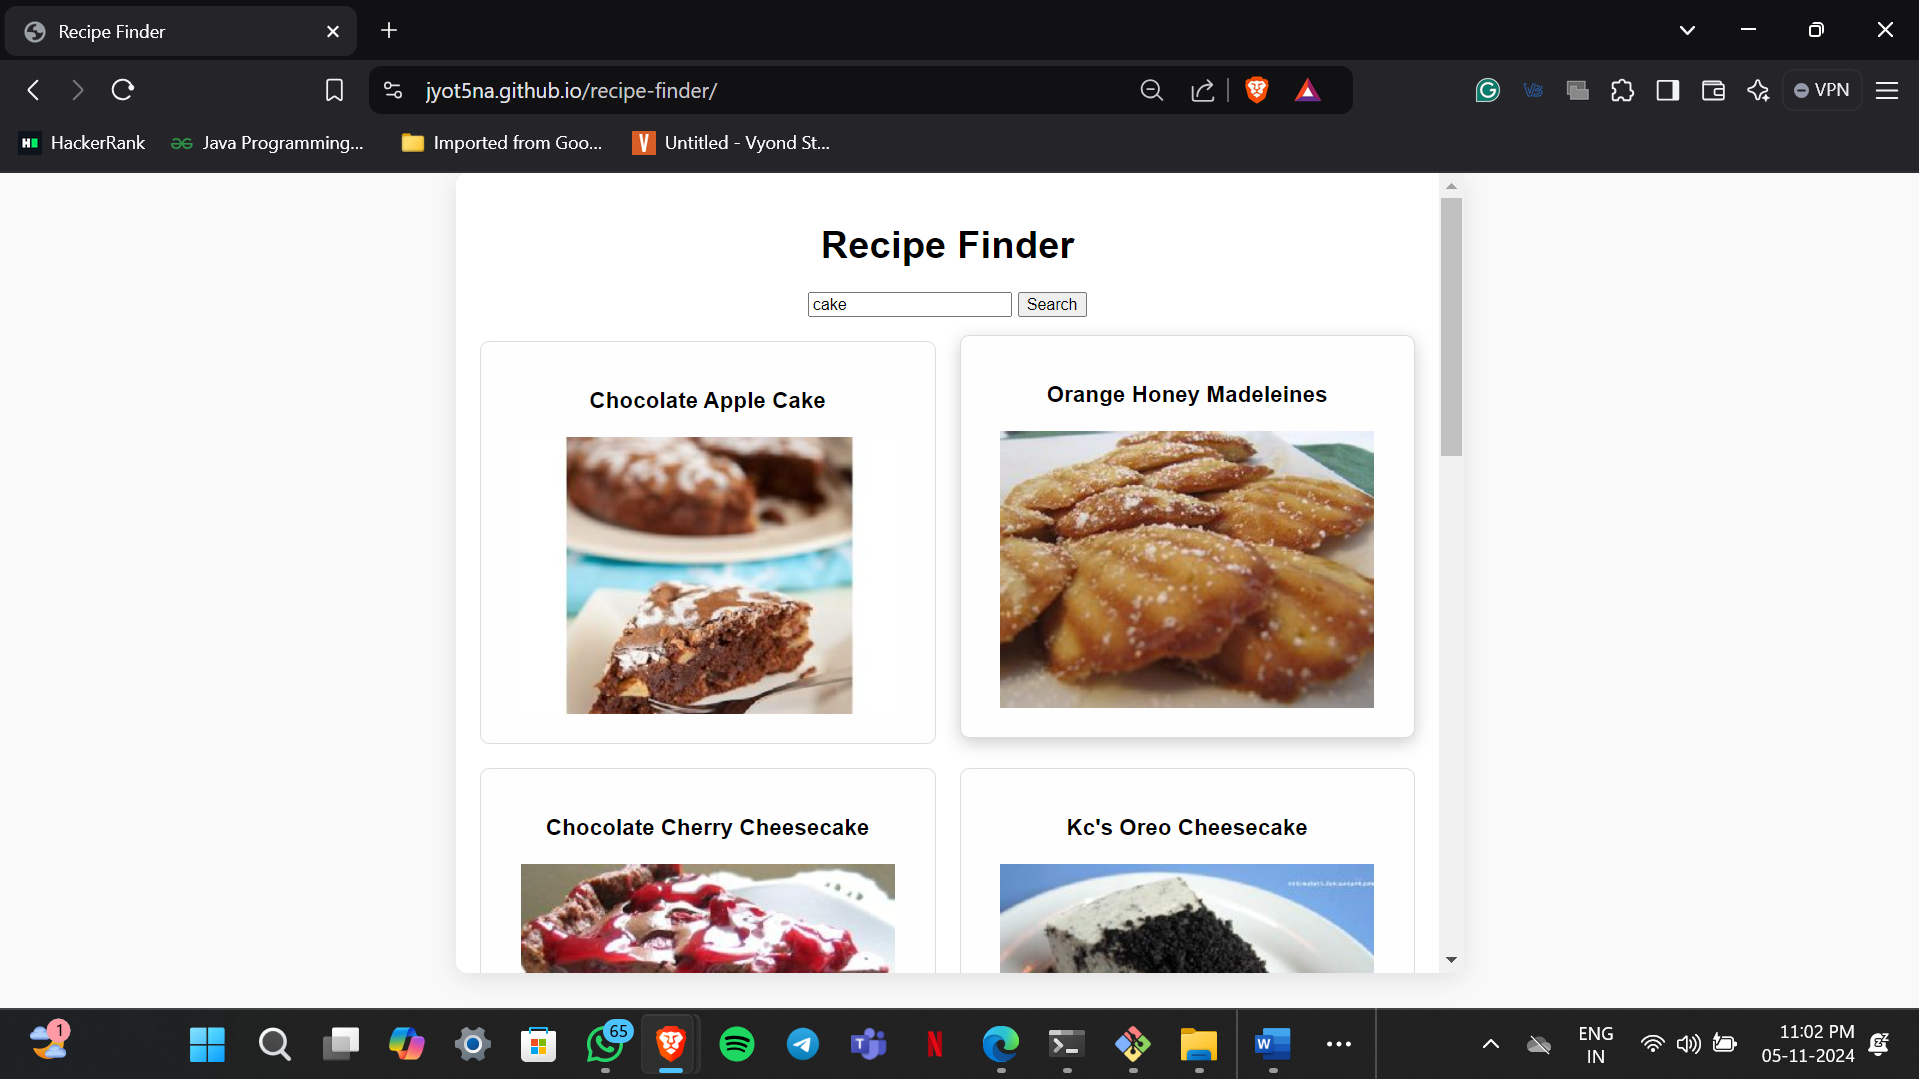 Recipe Finder
jyot5na.github.io/recipe-finder/
VB
VPN
HackerRank
Java Programming...
Imported from Goo...
V
Untitled - Vyond St...
Recipe Finder
cake
Search
Chocolate Apple Cake
Orange Honey Madeleines
Chocolate Cherry Cheesecake
Kc's Oreo Cheesecake
1
65
T
N
W
ENG
IN
11:02 PM
05-11-2024